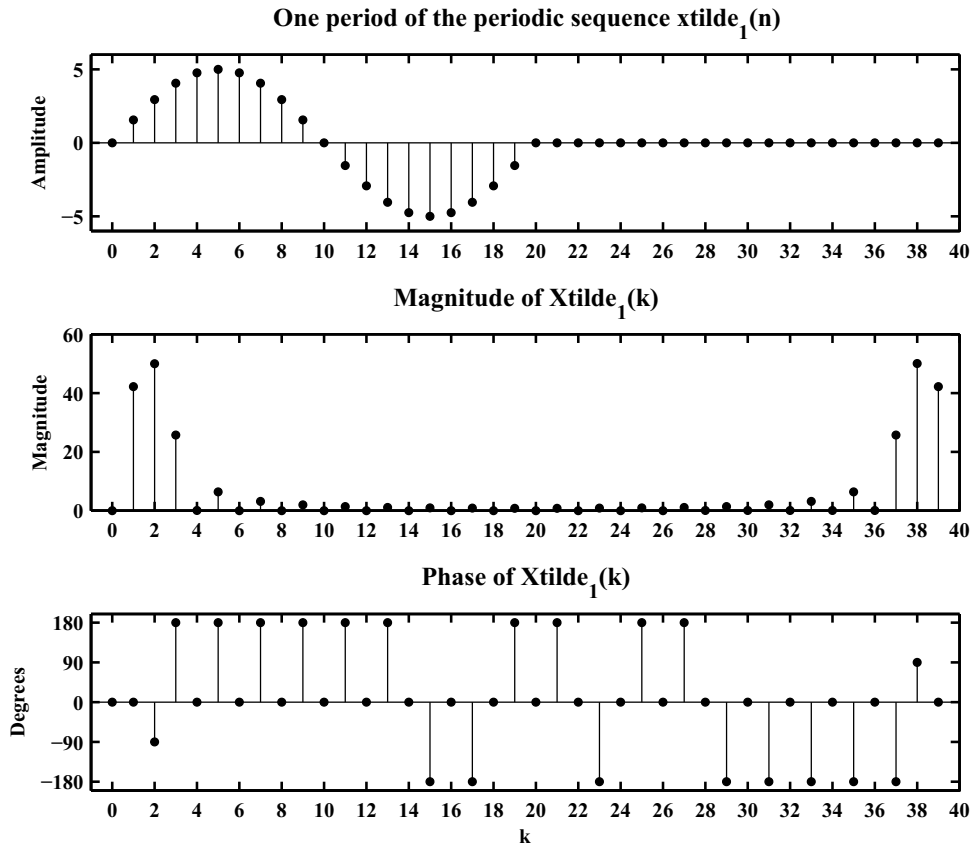 One period of the periodic sequence xtilde1(n)
Amplitude
5
0
−5
0 2 4 6 8 10 12 14 16 18 20 22 24 26 28 30 32 34 36 38 40
Magnitude of Xtilde1(k)
Magnitude
60
40
20
0
0 2 4 6 8 10 12 14 16 18 20 22 24 26 28 30 32 34 36 38 40
Phase of Xtilde1(k)
Degrees
180
90
0
−90
−180
0 2 4 6 8 10 12 14 16 18 20 22 24 26 28 30 32 34 36 38 40
k